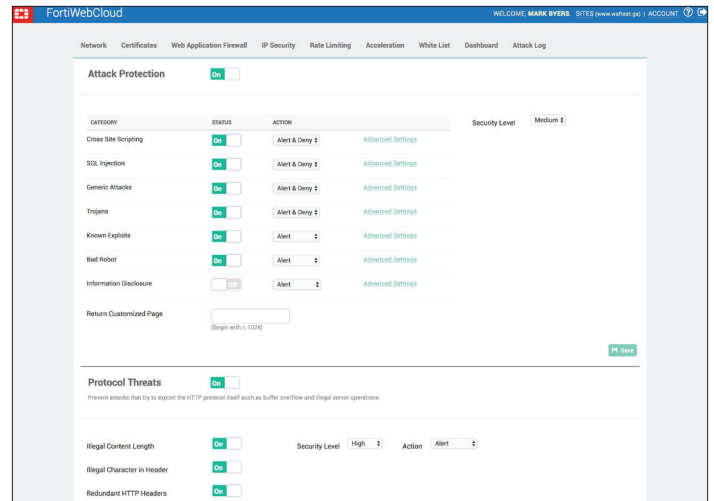 FortiWebCloud
WELCOME, MARK BYERS. SITES (www.waftest.ga) | ACCOUNT
Network Certificates Web Application Firewall IP Security Rate Limiting Acceleration White List Dashboard Attack Log
Attack Protection On
CATEGORY STATUS ACTION
Security Level Medium
Cross Site Scripting On Alert & Deny Advanced Settings
SQL Injection On Alert & Deny Advanced Settings
Generic Attacks On Alert & Deny Advanced Settings
Trojans On Alert & Deny Advanced Settings
Known Exploits On Alert Advanced Settings
Bad Robot On Alert Advanced Settings
Information Disclosure Off Alert Advanced Settings
Return Customized Page
(Begin with /, 1024)
Save
Protocol Threats On
Prevent attacks that try to exploit the HTTP protocol itself such as buffer overflow and illegal server operations
Illegal Content Length On Security Level High Action Alert
Illegal Character in Header On
Redundant HTTP Headers On